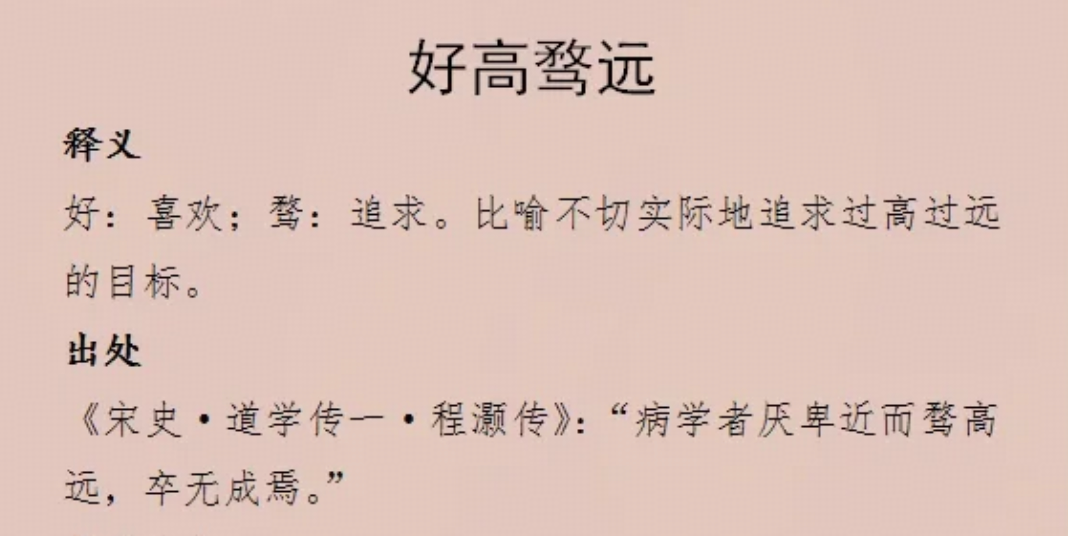 好高骛远
释义
好：喜欢；骛：追求。比喻不切实际地追求过高过远
的目标。
出处
《宋史·道学传一·程灏传》：“病学者厌卑近而骛高
远，卒无成焉。”